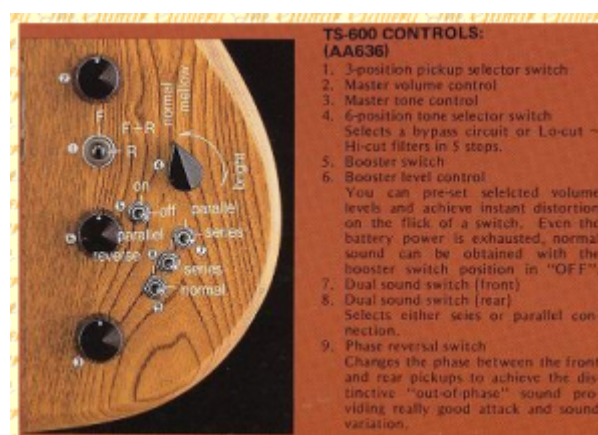 TS-600 CONTROLS:
(AA636)
1. 3-position pickup selector switch
2. Master volume control
3. Master tone control
4. 6-position tone selector switch
Selects a bypass circuit or Lo-cut ~
Hi-cut filters in 5 steps.
5. Booster switch
6. Booster level control
You can pre-set selelcted volume
levels and achieve instant distortion
on the flick of a switch. Even the
battery power is exhausted, normal
sound can be obtained with the
booster switch position in "OFF"
7. Dual sound switch (front)
8. Dual sound switch (rear)
Selects either seies or parallel con-
nection.
9. Phase reversal switch
Changes the phase between the front
and rear pickups to achieve the dis-
tinctive "out-of-phase" sound pro-
viding really good attack and sound
variation.
normal
mellow
bright
F
F+R
R
on
off
parallel
series
parallel
reverse
series
normal